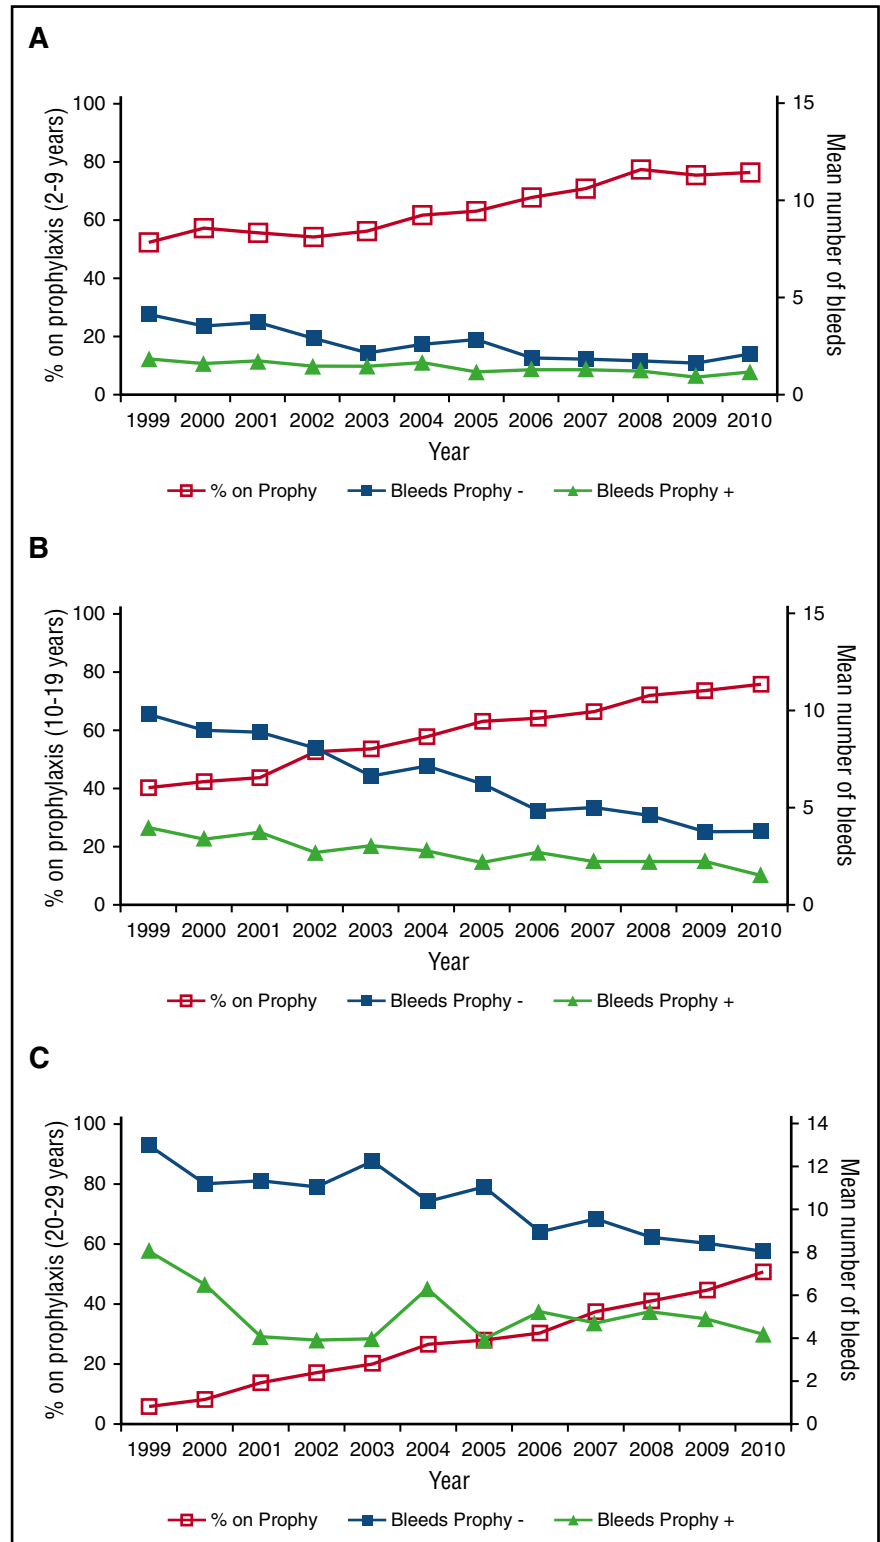 A
% on prophylaxis (2-9 years)
100
80
60
40
20
0
15
10
5
0
Mean number of bleeds
1999 2000 2001 2002 2003 2004 2005 2006 2007 2008 2009 2010
Year
% on Prophy Bleeds Prophy - Bleeds Prophy +
B
% on prophylaxis (10-19 years)
100
80
60
40
20
0
15
10
5
0
Mean number of bleeds
1999 2000 2001 2002 2003 2004 2005 2006 2007 2008 2009 2010
Year
% on Prophy Bleeds Prophy - Bleeds Prophy +
C
% on prophylaxis (20-29 years)
100
80
60
40
20
0
14
12
10
8
6
4
2
0
Mean number of bleeds
1999 2000 2001 2002 2003 2004 2005 2006 2007 2008 2009 2010
Year
% on Prophy Bleeds Prophy - Bleeds Prophy +